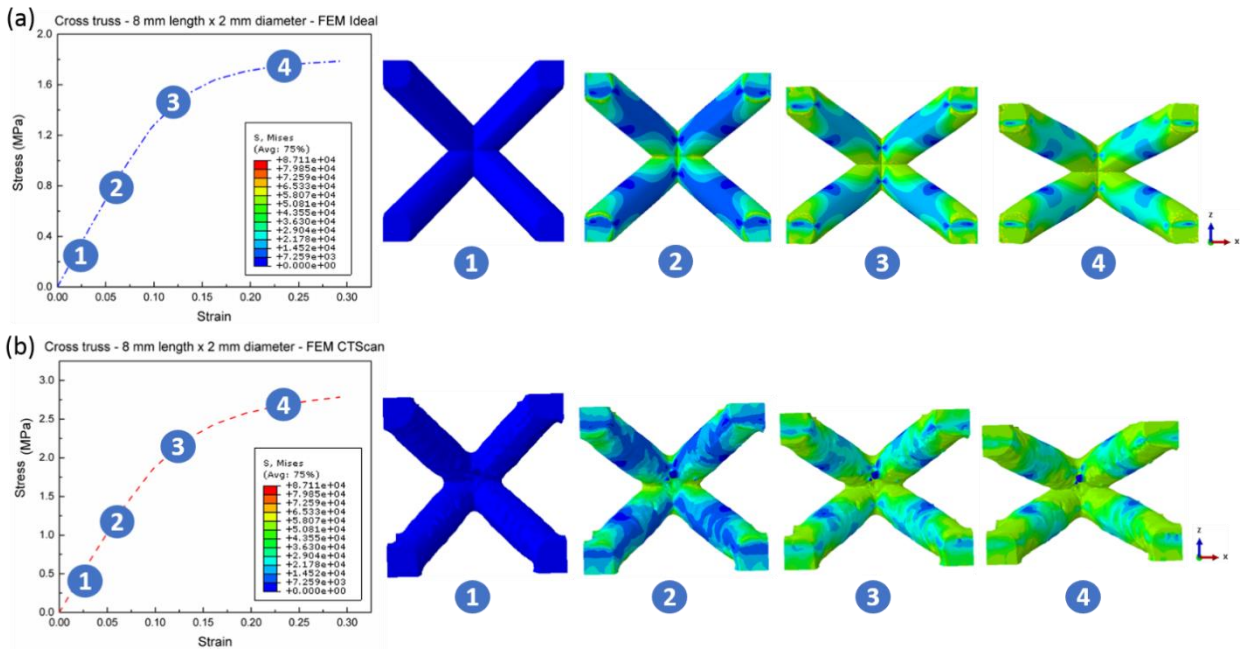 (a)
Cross truss - 8 mm length x 2 mm diameter - FEM Ideal
2.0
1.6
1.2
0.8
0.4
0.0
Stress (MPa)
1
2
3
4
S, Mises
(Avg: 75%)
+8.711e+04
+7.985e+04
+7.259e+04
+6.533e+04
+5.807e+04
+5.081e+04
+4.355e+04
+3.630e+04
+2.904e+04
+2.178e+04
+1.452e+04
+7.259e+03
+0.000e+00
0.00 0.05 0.10 0.15 0.20 0.25 0.30
Strain
1 2 3 4
z
x
(b)
Cross truss - 8 mm length x 2 mm diameter - FEM CTScan
3.0
2.5
2.0
1.5
1.0
0.5
0.0
Stress (MPa)
1
2
3
4
S, Mises
(Avg: 75%)
+8.711e+04
+7.985e+04
+7.259e+04
+6.533e+04
+5.807e+04
+5.081e+04
+4.355e+04
+3.630e+04
+2.904e+04
+2.178e+04
+1.452e+04
+7.259e+03
+0.000e+00
0.00 0.05 0.10 0.15 0.20 0.25 0.30
Strain
1 2 3 4
z
x